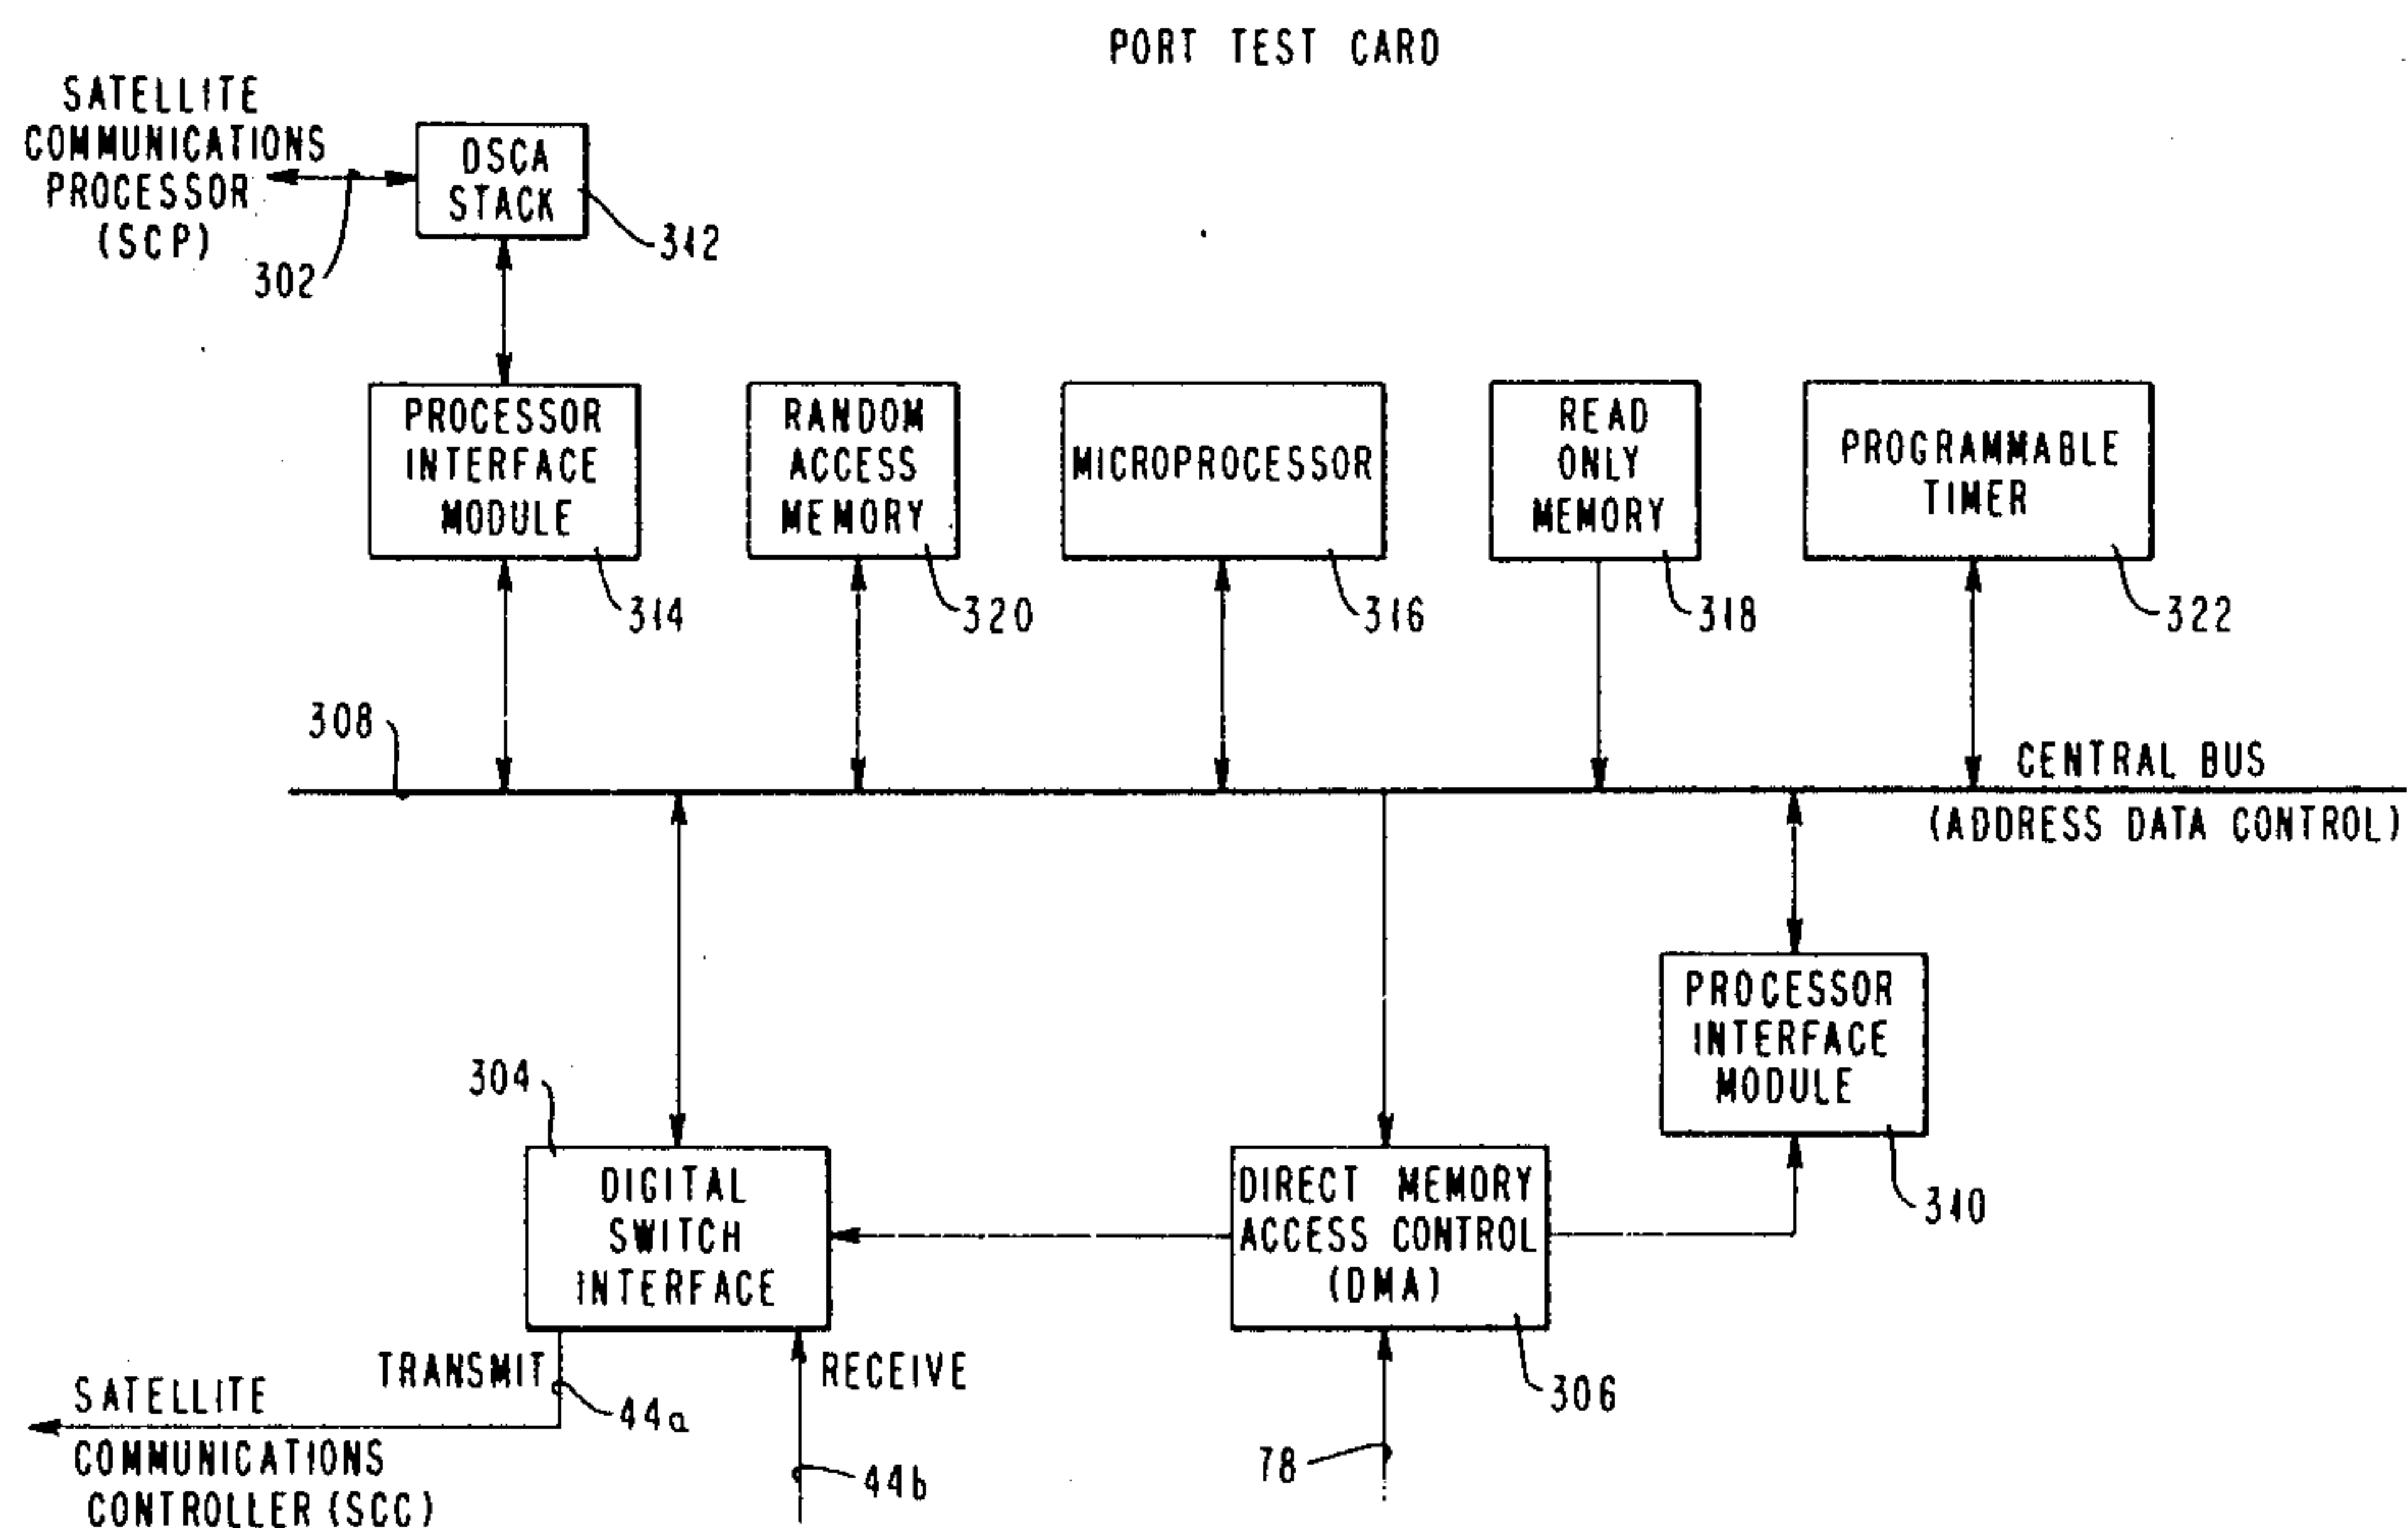 PORT TEST CARD
SATELLITE
COMMUNICATIONS
PROCESSOR
(SCP)
302
DSCA
STACK
312
PROCESSOR
INTERFACE
MODULE
314
RANDOM
ACCESS
MEMORY
320
MICROPROCESSOR
316
READ
ONLY
MEMORY
318
PROGRAMMABLE
TIMER
322
308
CENTRAL BUS
(ADDRESS DATA CONTROL)
PROCESSOR
INTERFACE
MODULE
310
304
DIGITAL
SWITCH
INTERFACE
DIRECT MEMORY
ACCESS CONTROL
(DMA)
306
TRANSMIT
RECEIVE
44a
44b
78
SATELLITE
COMMUNICATIONS
CONTROLLER (SCC)